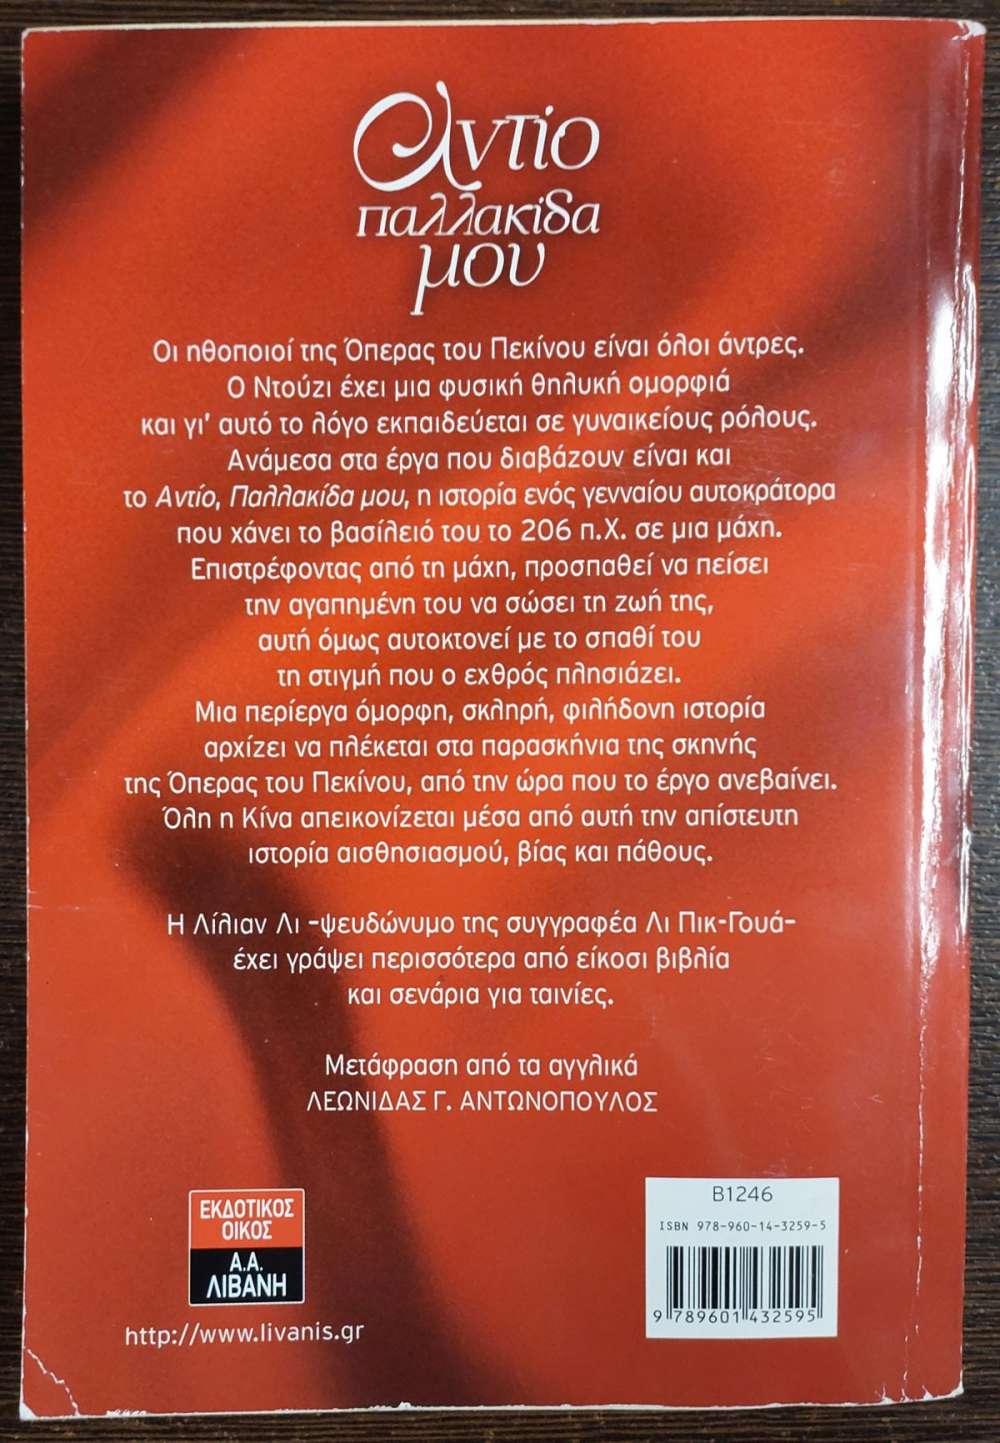 Αντίο
παλλακίδα
μου
Οι ηθοποιοί της Όπερας του Πεκίνου είναι όλοι άντρες.
Ο Ντούζι έχει μια φυσική θηλυκή ομορφιά
και γι' αυτό το λόγο εκπαιδεύεται σε γυναικείους ρόλους.
Ανάμεσα στα έργα που διαβάζουν είναι και
το Αντίο, Παλλακίδα μου, η ιστορία ενός γενναίου αυτοκράτορα
που χάνει το βασίλειό του το 206 π.Χ. σε μια μάχη.
Επιστρέφοντας από τη μάχη, προσπαθεί να πείσει
την αγαπημένη του να σώσει τη ζωή της,
αυτή όμως αυτοκτονεί με το σπαθί του
τη στιγμή που ο εχθρός πλησιάζει.
Μια περίεργα όμορφη, σκληρή, φιλήδονη ιστορία
αρχίζει να πλέκεται στα παρασκήνια της σκηνής
της Όπερας του Πεκίνου, από την ώρα που το έργο ανεβαίνει.
Όλη η Κίνα απεικονίζεται μέσα από αυτή την απίστευτη
ιστορία αισθησιασμού, βίας και πάθους.
Η Λίλιαν Λι –ψευδώνυμο της συγγραφέα Λι Πικ-Γουά–
έχει γράψει περισσότερα από είκοσι βιβλία
και σενάρια για ταινίες.
Μετάφραση από τα αγγλικά
ΛΕΩΝΙΔΑΣ Γ. ΑΝΤΩΝΟΠΟΥΛΟΣ
ΕΚΔΟΤΙΚΟΣ
ΟΙΚΟΣ
Α.Α.
ΛΙΒΑΝΗ
http://www.livanis.gr
B1246
ISBN 978-960-14-3259-5
9 789601 432595